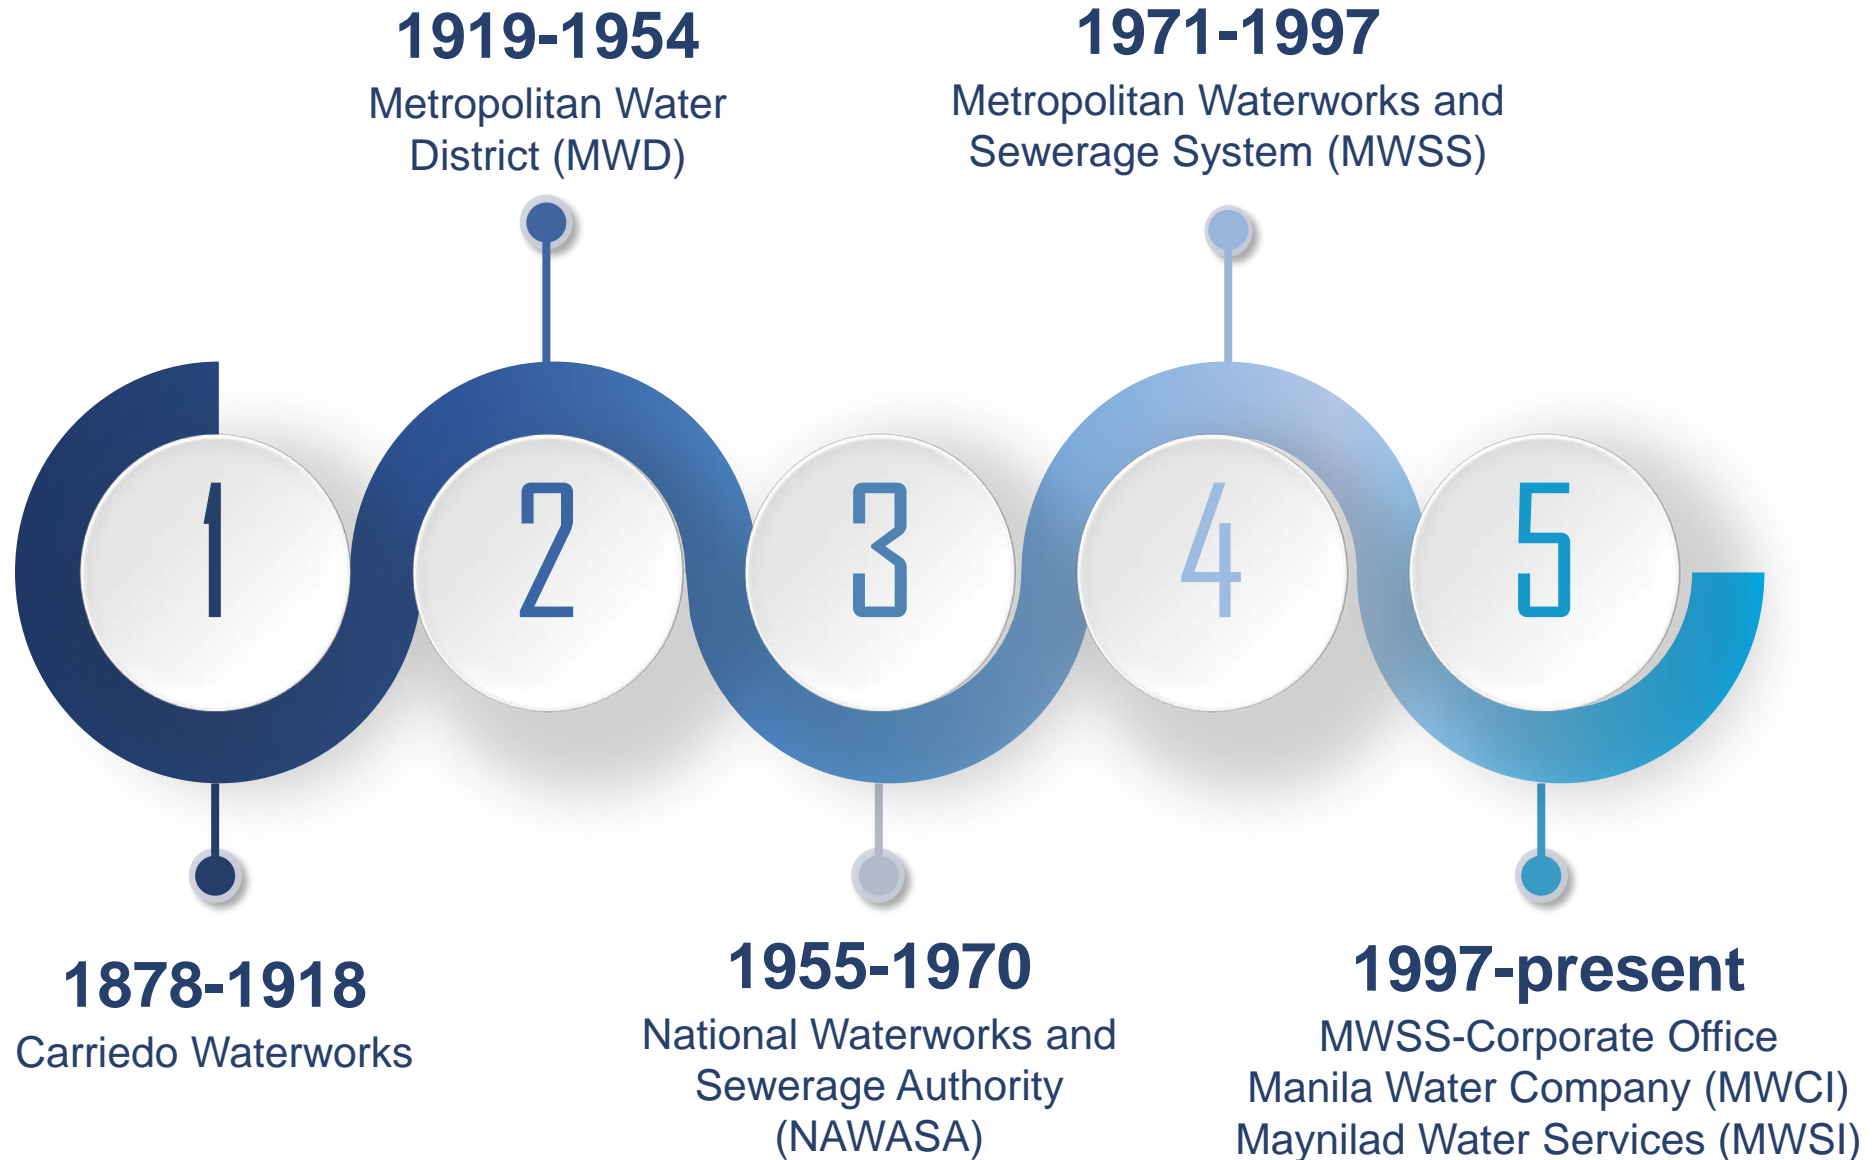 1919-1954
Metropolitan Water
District (MWD)
1971-1997
Metropolitan Waterworks and
Sewerage System (MWSS)
1
2
3
4
5
1878-1918
Carriedo Waterworks
1955-1970
National Waterworks and
Sewerage Authority
(NAWASA)
1997-present
MWSS-Corporate Office
Manila Water Company (MWCI)
Maynilad Water Services (MWSI)